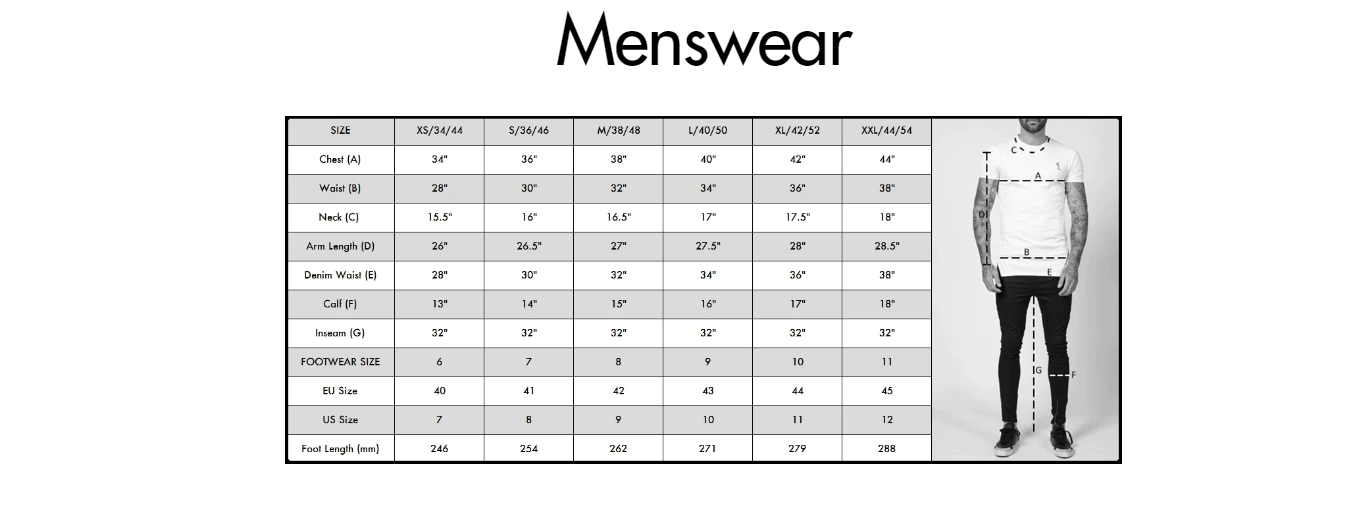 Menswear
SIZE XS/34/44 S/36/46 M/38/48 L/40/50 XL/42/52 XXL/44/54
Chest (A) 34" 36" 38" 40" 42" 44"
Waist (B) 28" 30" 32" 34" 36" 38"
Neck (C) 15.5" 16" 16.5" 17" 17.5" 18"
Arm Length (D) 26" 26.5" 27" 27.5" 28" 28.5"
Denim Waist (E) 28" 30" 32" 34" 36" 38"
Calf (F) 13" 14" 15" 16" 17" 18"
Inseam (G) 32" 32" 32" 32" 32" 32"
FOOTWEAR SIZE 6 7 8 9 10 11
EU Size 40 41 42 43 44 45
US Size 7 8 9 10 11 12
Foot Length (mm) 246 254 262 271 279 288
C
A
D
B
E
G
F